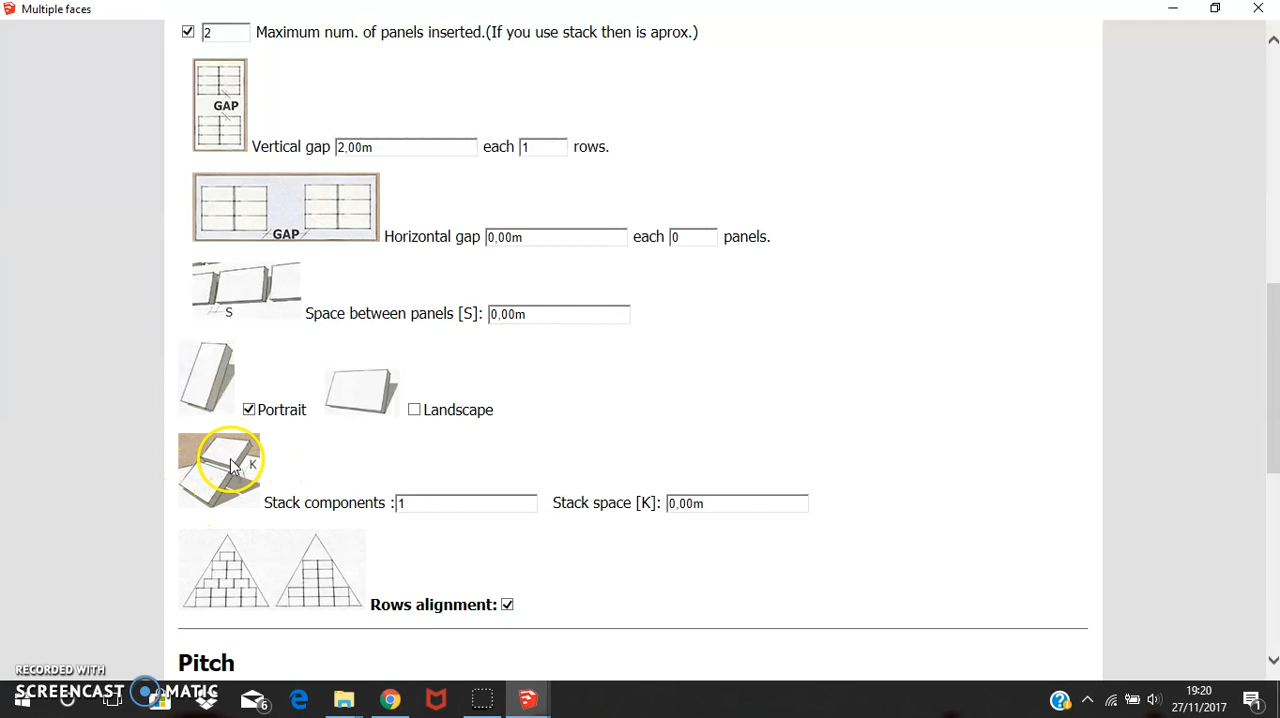 Multiple faces
2 Maximum num. of panels inserted.(If you use stack then is aprox.)
GAP
Vertical gap 2,00m each 1 rows.
GAP
Horizontal gap 0,00m each 0 panels.
S
Space between panels [S]: 0,00m
Portrait Landscape
K
Stack components : 1 Stack space [K]: 0,00m
Rows alignment:
Pitch
RECORDED WITH
SCREENCAST MATIC
6
19:20
27/11/2017
1